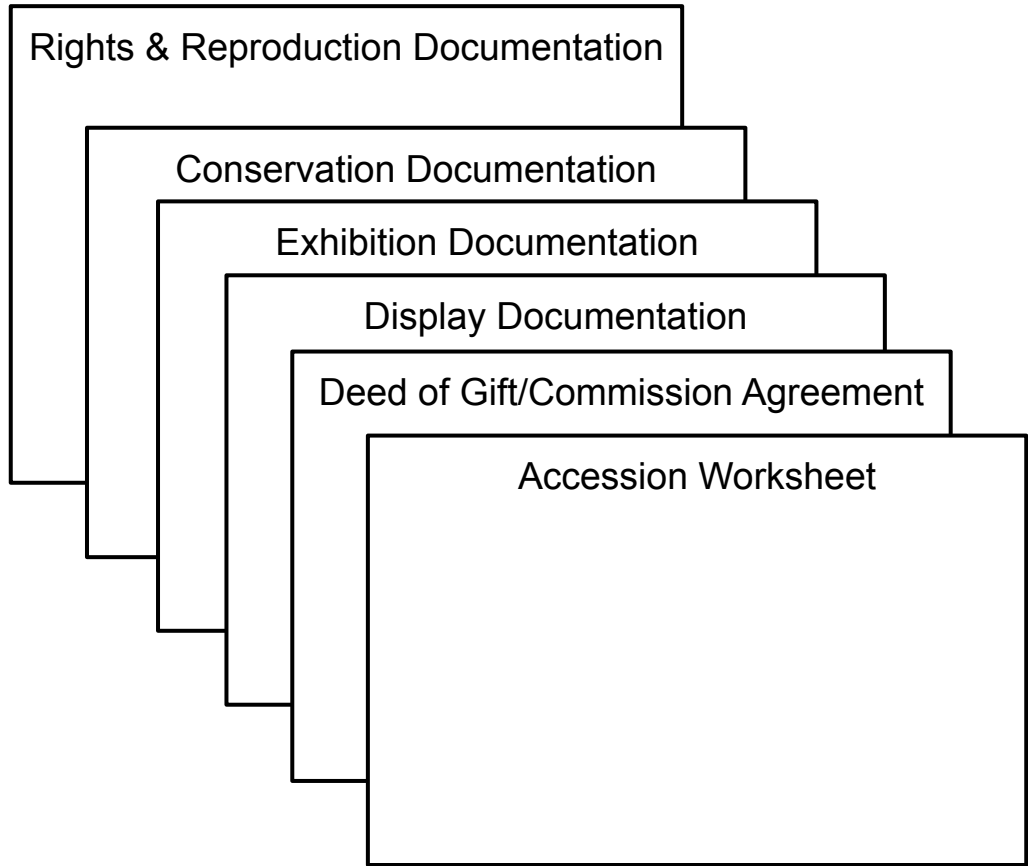 Rights & Reproduction Documentation
Conservation Documentation
Exhibition Documentation
Display Documentation
Deed of Gift/Commission Agreement
Accession Worksheet